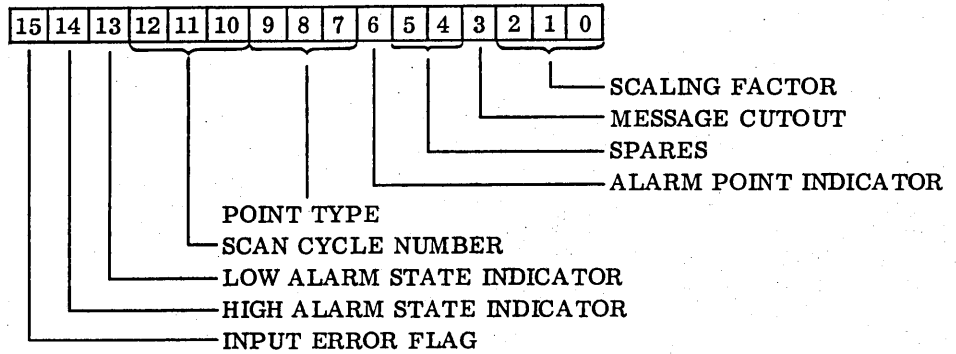 15 14 13 12 11 10 9 8 7 6 5 4 3 2 1 0
SCALING FACTOR
MESSAGE CUTOUT
SPARES
ALARM POINT INDICATOR
POINT TYPE
SCAN CYCLE NUMBER
LOW ALARM STATE INDICATOR
HIGH ALARM STATE INDICATOR
INPUT ERROR FLAG